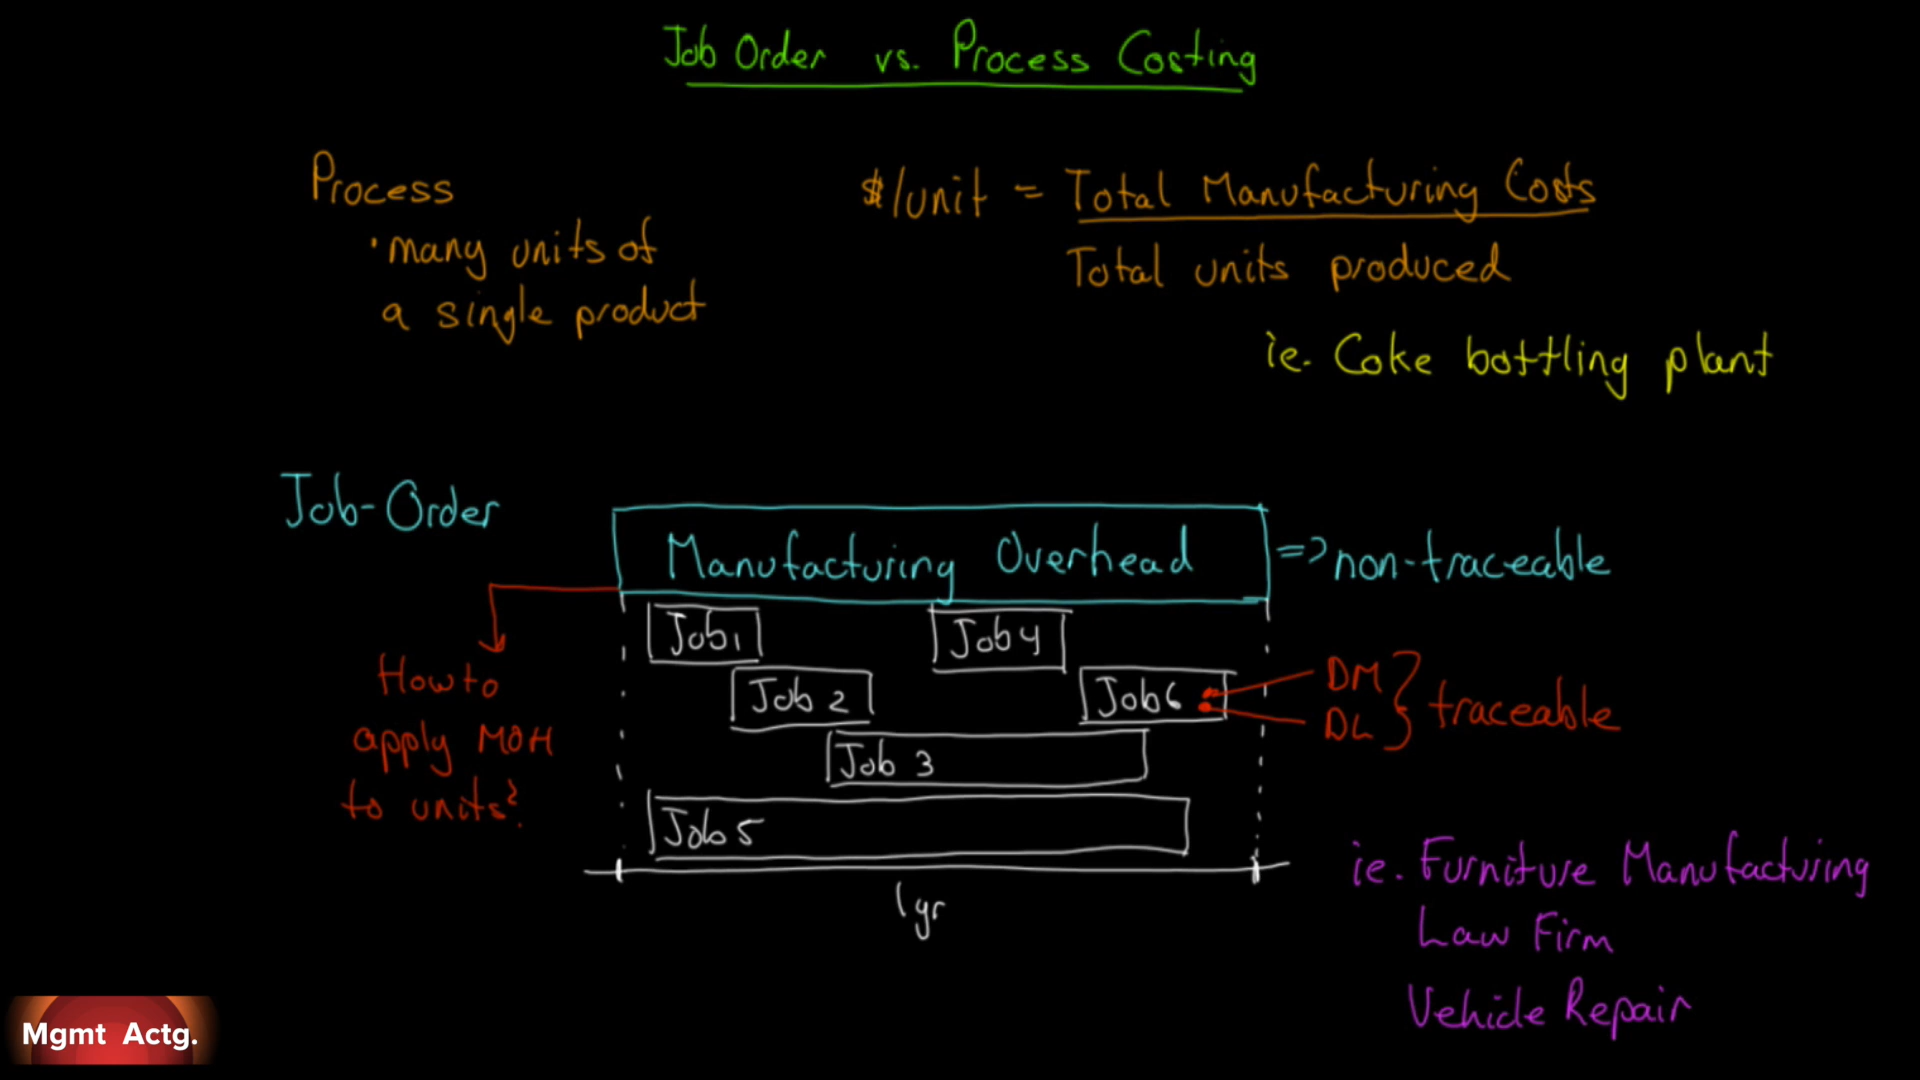 Job Order vs. Process Costing
Process
• many units of
a single product
$/unit = Total Manufacturing Costs
Total units produced
ie. Coke bottling plant
Job-Order
Manufacturing Overhead => non-traceable
Job 1
Job 4
Job 2
Job 6
DM
DL
} traceable
Job 3
Job 5
1 yr
How to
apply MOH
to units?
ie. Furniture Manufacturing
Law Firm
Vehicle Repair
Mgmt Actg.